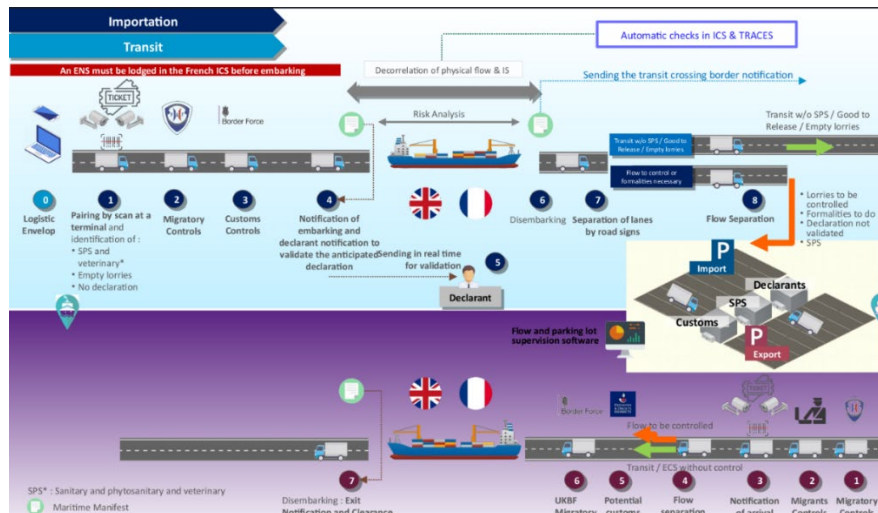 Importation
Transit
An ENS must be lodged in the French ICS before embarking
Automatic checks in ICS & TRACES
Decorrelation of physical flow & IS
Sending the transit crossing border notification
TICKET
Border Force
Risk Analysis
Transit w/o SPS / Good to
Release / Empty lorries
Transit w/o SPS / Good to
Release / Empty lorries
Flow to control or
formalities necessary
0
Logistic
Envelop
1
Pairing by scan at a
terminal and
identification of :
• SPS and
veterinary*
• Empty lorries
• No declaration
2
Migratory
Controls
3
Customs
Controls
4
Notification of
embarking and
declarant notification to
validate the anticipated
declaration
Sending in real time
for validation
5
Declarant
6
Disembarking
7
Separation of lanes
by road signs
8
Flow Separation
• Lorries to be
controlled
• Formalities to do
• Declaration not
validated
• SPS
P
Import
Declarants
SPS
Customs
P
Export
Flow and parking lot
supervision software
Border Force
TICKET
Flow to be controlled
Transit / ECS without control
SPS* : Sanitary and phytosanitary and veterinary
Maritime Manifest
7
Disembarking : Exit
Notification and Clearance
6
UKBF
Migratory
5
Potential
customs
4
Flow
separation
3
Notification
of arrival
2
Migrants
Controls
1
Migratory
Controls